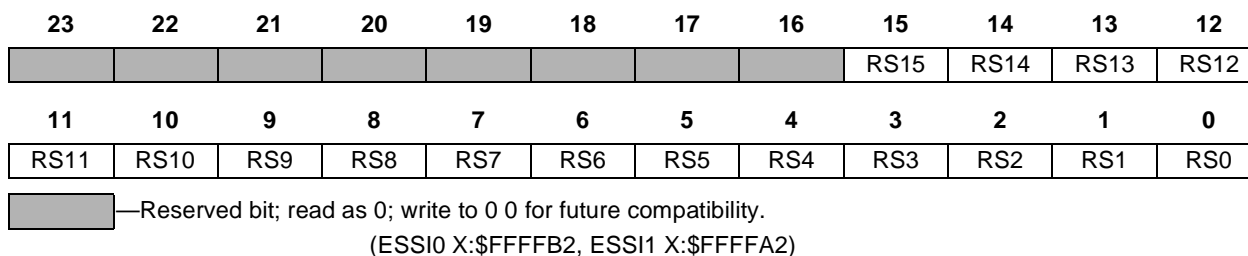 23 22 21 20 19 18 17 16 15 14 13 12
RS15 RS14 RS13 RS12
11 10 9 8 7 6 5 4 3 2 1 0
RS11 RS10 RS9 RS8 RS7 RS6 RS5 RS4 RS3 RS2 RS1 RS0
—Reserved bit; read as 0; write to 0 0 for future compatibility.
(ESSI0 X:$FFFFB2, ESSI1 X:$FFFFA2)